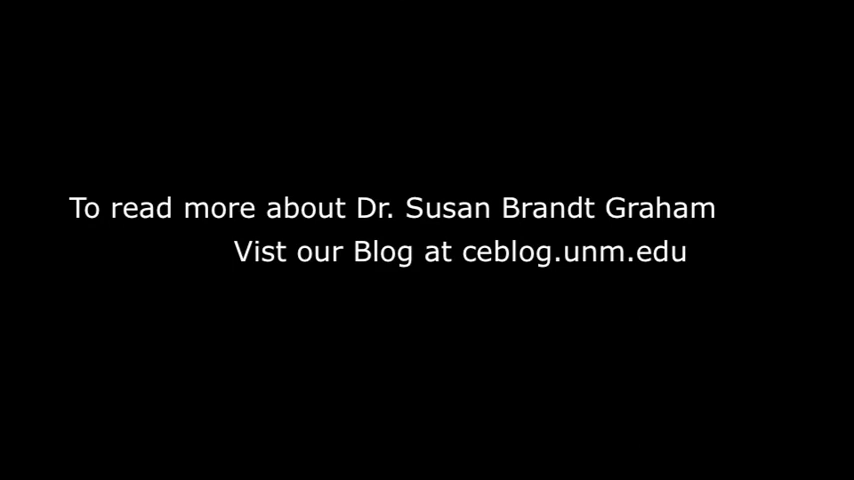 To read more about Dr. Susan Brandt Graham
Vist our Blog at ceblog.unm.edu